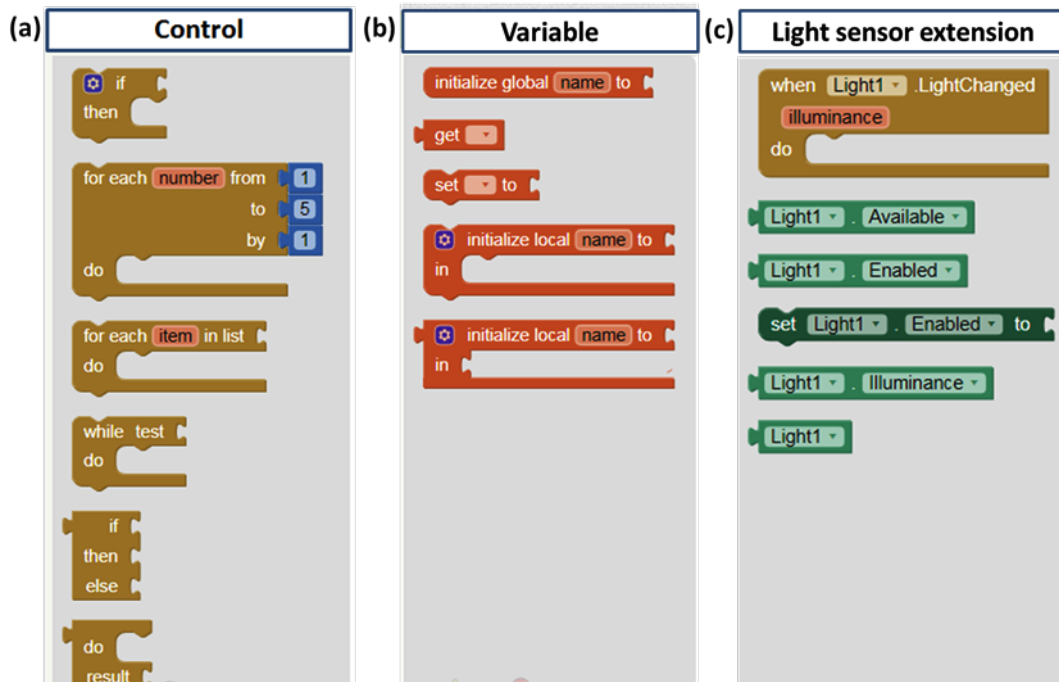 (a) Control
if
then
for each number from 1
to 5
by 1
do
for each item in list
do
while test
do
if
then
else
do
result
(b) Variable
initialize global name to
get
set to
initialize local name to
in
initialize local name to
in
(c) Light sensor extension
when Light1 .LightChanged
illuminance
do
Light1 . Available
Light1 . Enabled
set Light1 . Enabled to
Light1 . Illuminance
Light1